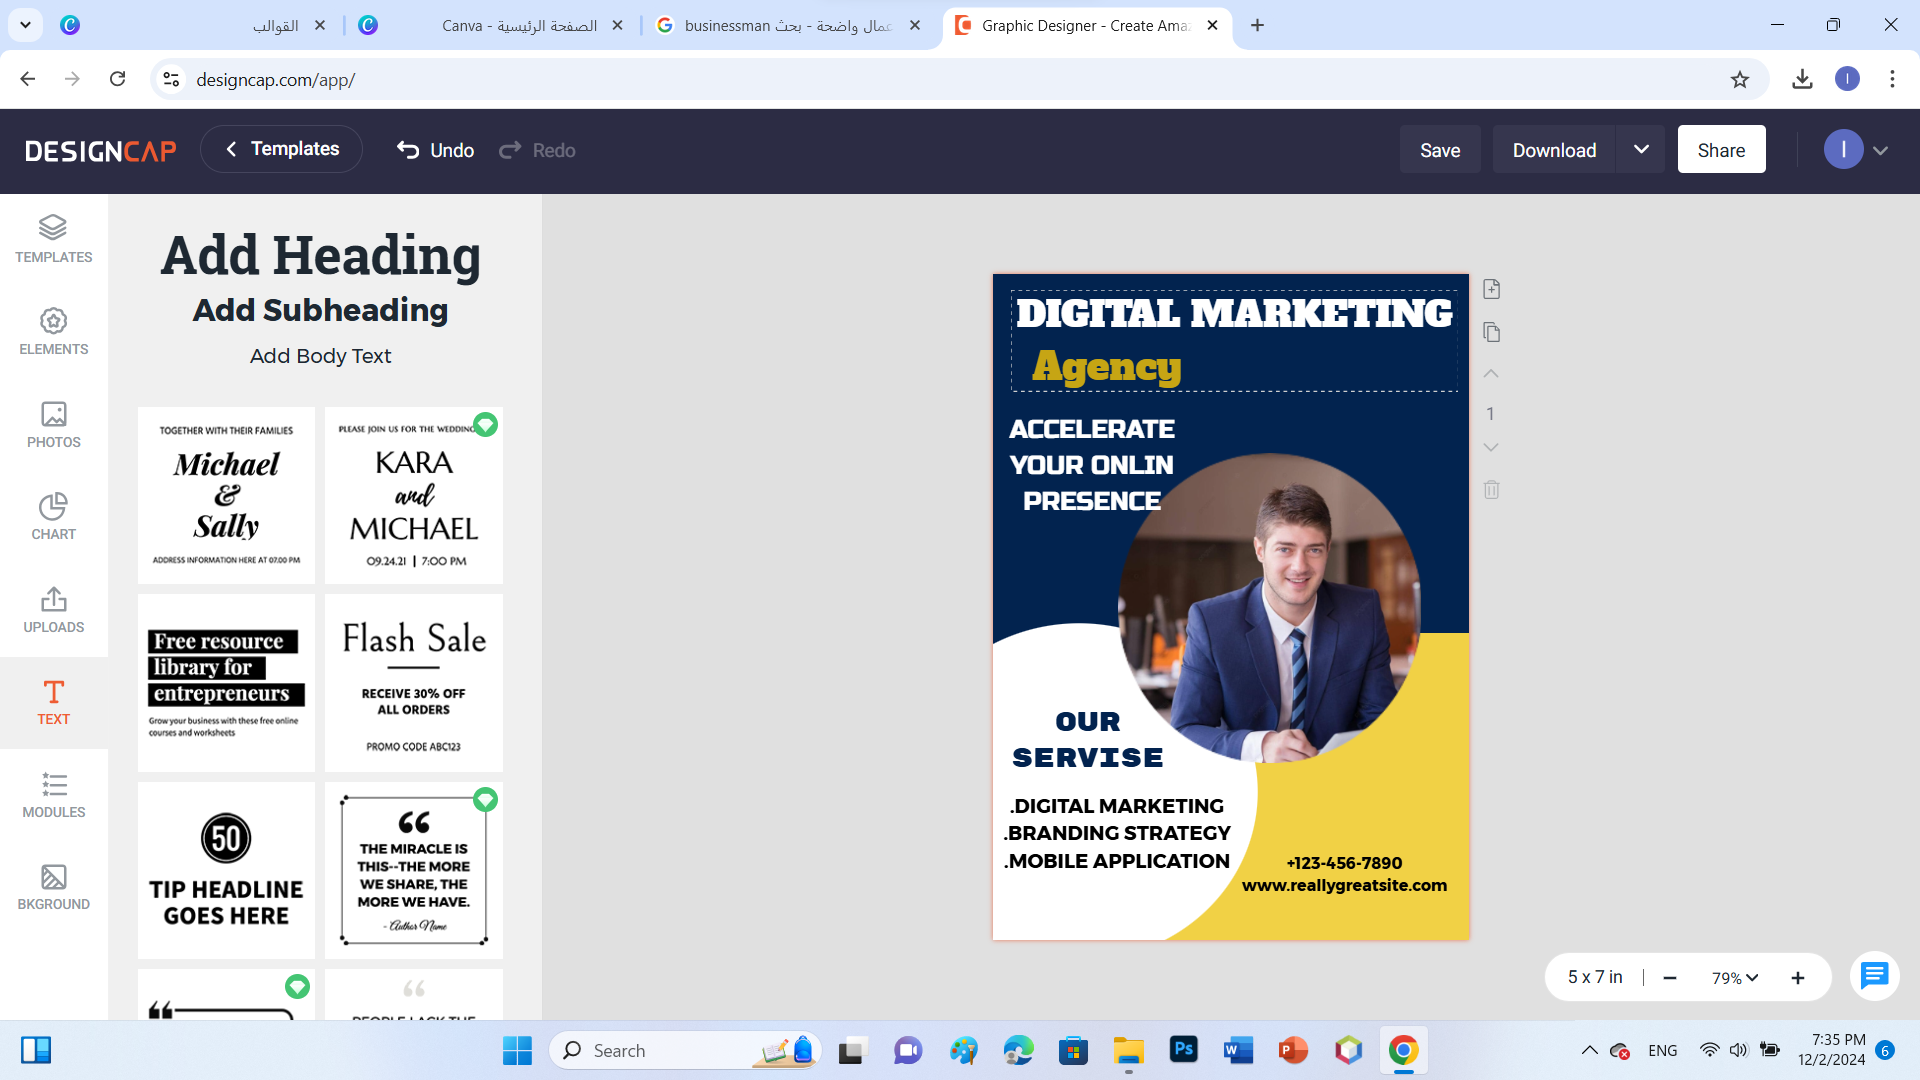 القوالب
Canva - الصفحة الرئيسية
businessman عمال واضحة - بحث
Graphic Designer - Create Ama
designcap.com/app/
DESIGNCAP
Templates
Undo
Redo
Save
Download
Share
I
TEMPLATES
ELEMENTS
PHOTOS
CHART
UPLOADS
TEXT
MODULES
BKGROUND
Add Heading
Add Subheading
Add Body Text
TOGETHER WITH THEIR FAMILIES
Michael
&
Sally
ADDRESS INFORMATION HERE AT 07:00 PM
PLEASE JOIN US FOR THE WEDDING
KARA
and
MICHAEL
09.24.21 | 7:00 PM
Free resource
library for
entrepreneurs
Grow your business with these free online
courses and worksheets
Flash Sale
RECEIVE 30% OFF
ALL ORDERS
PROMO CODE ABC123
50
TIP HEADLINE
GOES HERE
THE MIRACLE IS
THIS--THE MORE
WE SHARE, THE
MORE WE HAVE.
- Author Name
PEOPLE LACK THE
DIGITAL MARKETING
Agency
ACCELERATE
YOUR ONLIN
PRESENCE
OUR
SERVISE
.DIGITAL MARKETING
.BRANDING STRATEGY
.MOBILE APPLICATION
+123-456-7890
www.reallygreatsite.com
1
5 x 7 in
79%
Search
Ps
W
P
ENG
7:35 PM
12/2/2024
6